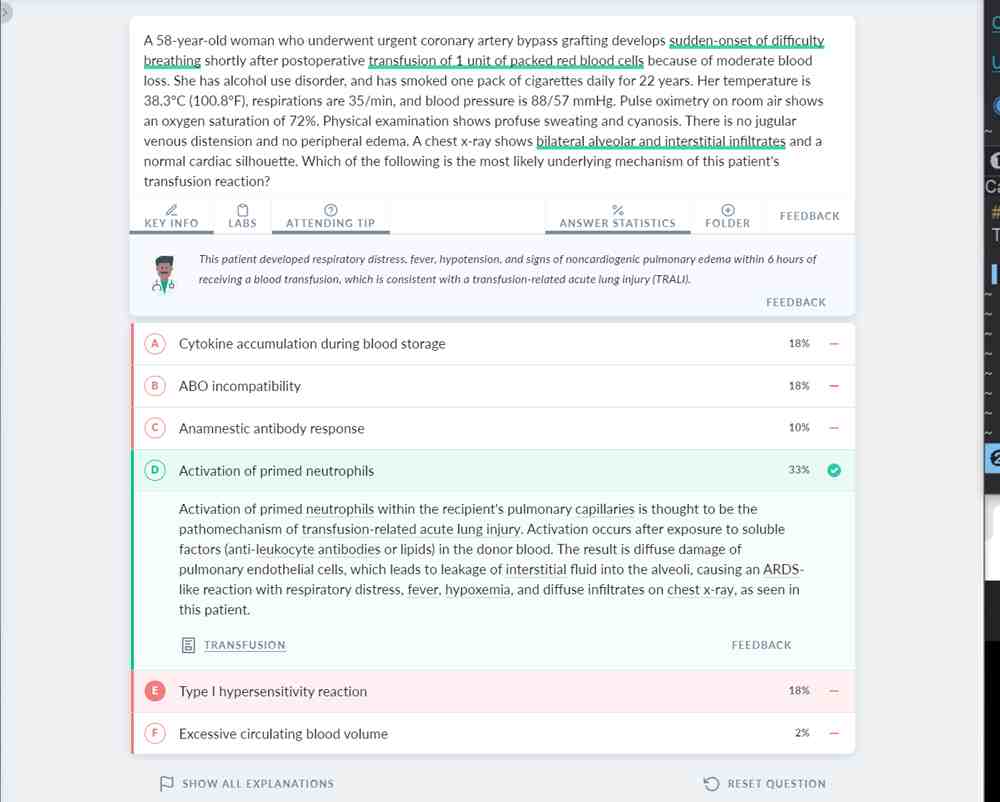 A 58-year-old woman who underwent urgent coronary artery bypass grafting develops sudden-onset of difficulty
breathing shortly after postoperative transfusion of 1 unit of packed red blood cells because of moderate blood
loss. She has alcohol use disorder, and has smoked one pack of cigarettes daily for 22 years. Her temperature is
38.3°C (100.8°F), respirations are 35/min, and blood pressure is 88/57 mmHg. Pulse oximetry on room air shows
an oxygen saturation of 72%. Physical examination shows profuse sweating and cyanosis. There is no jugular
venous distension and no peripheral edema. A chest x-ray shows bilateral alveolar and interstitial infiltrates and a
normal cardiac silhouette. Which of the following is the most likely underlying mechanism of this patient's
transfusion reaction?
KEY INFO LABS ATTENDING TIP ANSWER STATISTICS FOLDER FEEDBACK
This patient developed respiratory distress, fever, hypotension, and signs of noncardiogenic pulmonary edema within 6 hours of
receiving a blood transfusion, which is consistent with a transfusion-related acute lung injury (TRALI).
FEEDBACK
A Cytokine accumulation during blood storage 18%
B ABO incompatibility 18%
C Anamnestic antibody response 10%
D Activation of primed neutrophils 33%
Activation of primed neutrophils within the recipient's pulmonary capillaries is thought to be the
pathomechanism of transfusion-related acute lung injury. Activation occurs after exposure to soluble
factors (anti-leukocyte antibodies or lipids) in the donor blood. The result is diffuse damage of
pulmonary endothelial cells, which leads to leakage of interstitial fluid into the alveoli, causing an ARDS-
like reaction with respiratory distress, fever, hypoxemia, and diffuse infiltrates on chest x-ray, as seen in
this patient.
TRANSFUSION FEEDBACK
E Type I hypersensitivity reaction 18%
F Excessive circulating blood volume 2%
SHOW ALL EXPLANATIONS RESET QUESTION